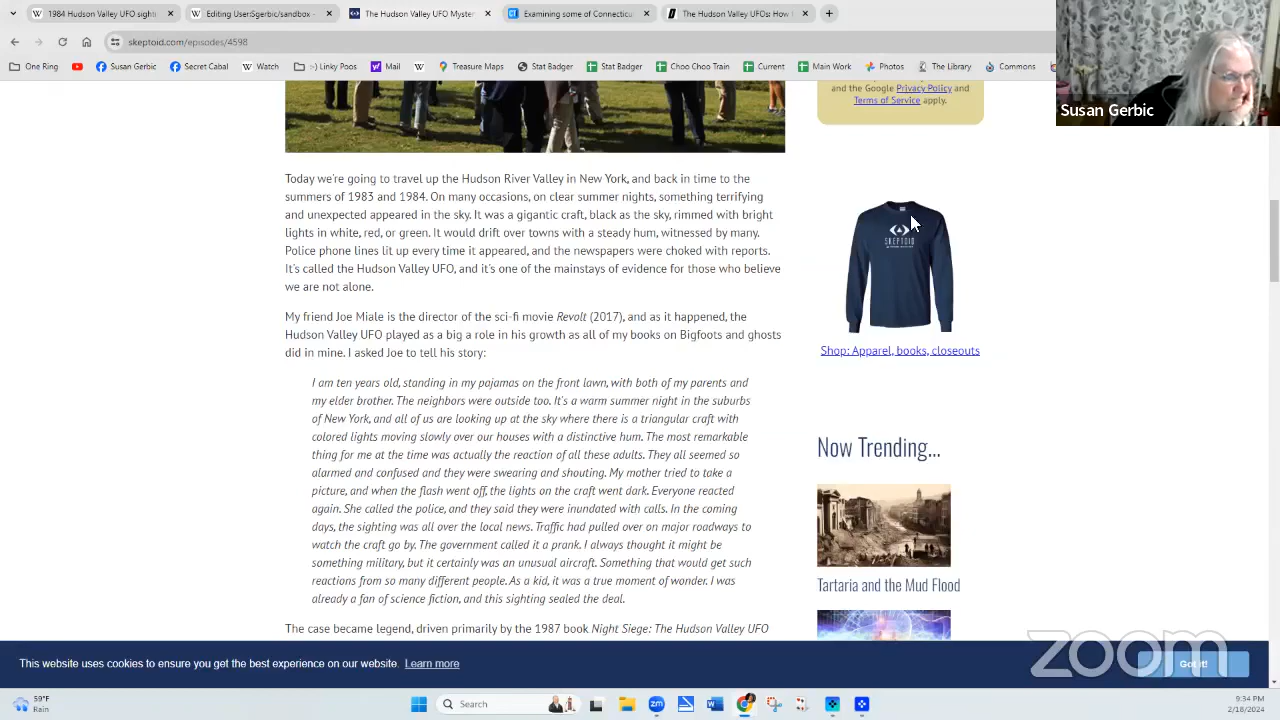 1984 Hudson Valley UFO sighti
Editing UserSgerbic/sandbox -
The Hudson Valley UFO Myster
Examining some of connecticut
The Hudson Valley UFOs: How I
skeptoid.com/episodes/4598
One Ring
Susan Gerbic
Secret Cabal
Watch
:-) Linky Poos
Mail
Treasure Maps
Stat Badger
Stat Badger
Choo Choo Train
Current
Main Work
Photos
The Library
Commons
Susan Gerbic
and the Google Privacy Policy and
Terms of Service apply.
Today we're going to travel up the Hudson River Valley in New York, and back in time to the
summers of 1983 and 1984. On many occasions, on clear summer nights, something terrifying
and unexpected appeared in the sky. It was a gigantic craft, black as the sky, rimmed with bright
lights in white, red, or green. It would drift over towns with a steady hum, witnessed by many.
Police phone lines lit up every time it appeared, and the newspapers were choked with reports.
It's called the Hudson Valley UFO, and it's one of the mainstays of evidence for those who believe
we are not alone.
My friend Joe Miale is the director of the sci-fi movie Revolt (2017), and as it happened, the
Hudson Valley UFO played as a big a role in his growth as all of my books on Bigfoots and ghosts
did in mine. I asked Joe to tell his story:
I am ten years old, standing in my pajamas on the front lawn, with both of my parents and
my elder brother. The neighbors were outside too. It's a warm summer night in the suburbs
of New York, and all of us are looking up at the sky where there is a triangular craft with
colored lights moving slowly over our houses with a distinctive hum. The most remarkable
thing for me at the time was actually the reaction of all these adults. They all seemed so
alarmed and confused and they were swearing and shouting. My mother tried to take a
picture, and when the flash went off, the lights on the craft went dark. Everyone reacted
again. She called the police, and they said they were inundated with calls. In the coming
days, the sighting was all over the local news. Traffic had pulled over on major roadways to
watch the craft go by. The government called it a prank. I always thought it might be
something military, but it certainly was an unusual aircraft. Something that would get such
reactions from so many different people. As a kid, it was a true moment of wonder. I was
already a fan of science fiction, and this sighting sealed the deal.
The case became legend, driven primarily by the 1987 book Night Siege: The Hudson Valley UFO
SKEPTOID
Shop: Apparel, books, closeouts
Now Trending...
Tartaria and the Mud Flood
This website uses cookies to ensure you get the best experience on our website. Learn more
Got it!
zoom
59°F
Rain
Search
9:34 PM
2/18/2024